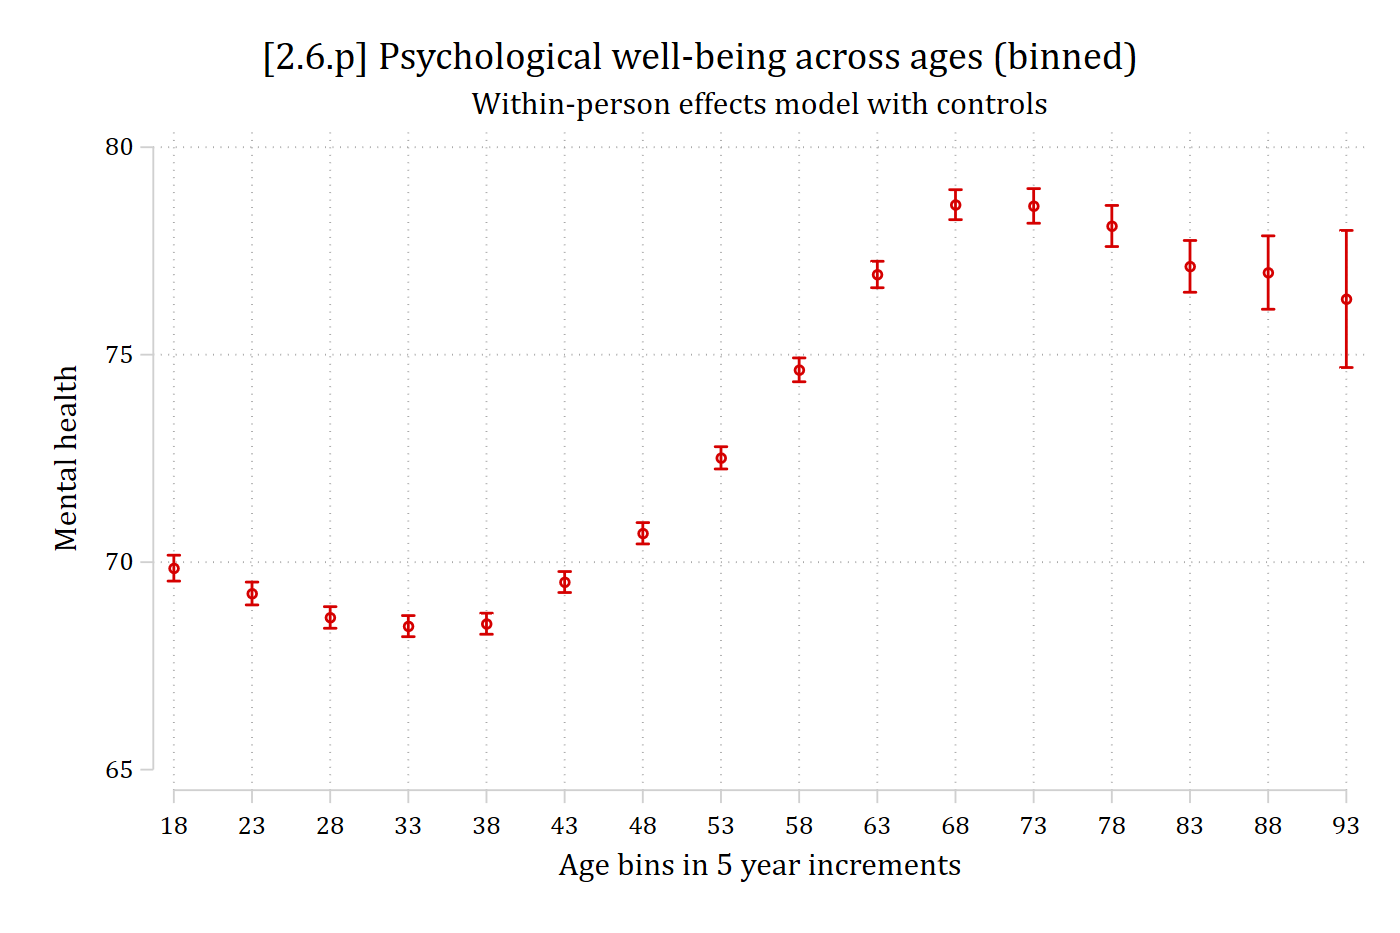 [2.6.p] Psychological well-being across ages (binned)
Within-person effects model with controls
80
75
70
65
Mental health
18 23 28 33 38 43 48 53 58 63 68 73 78 83 88 93
Age bins in 5 year increments